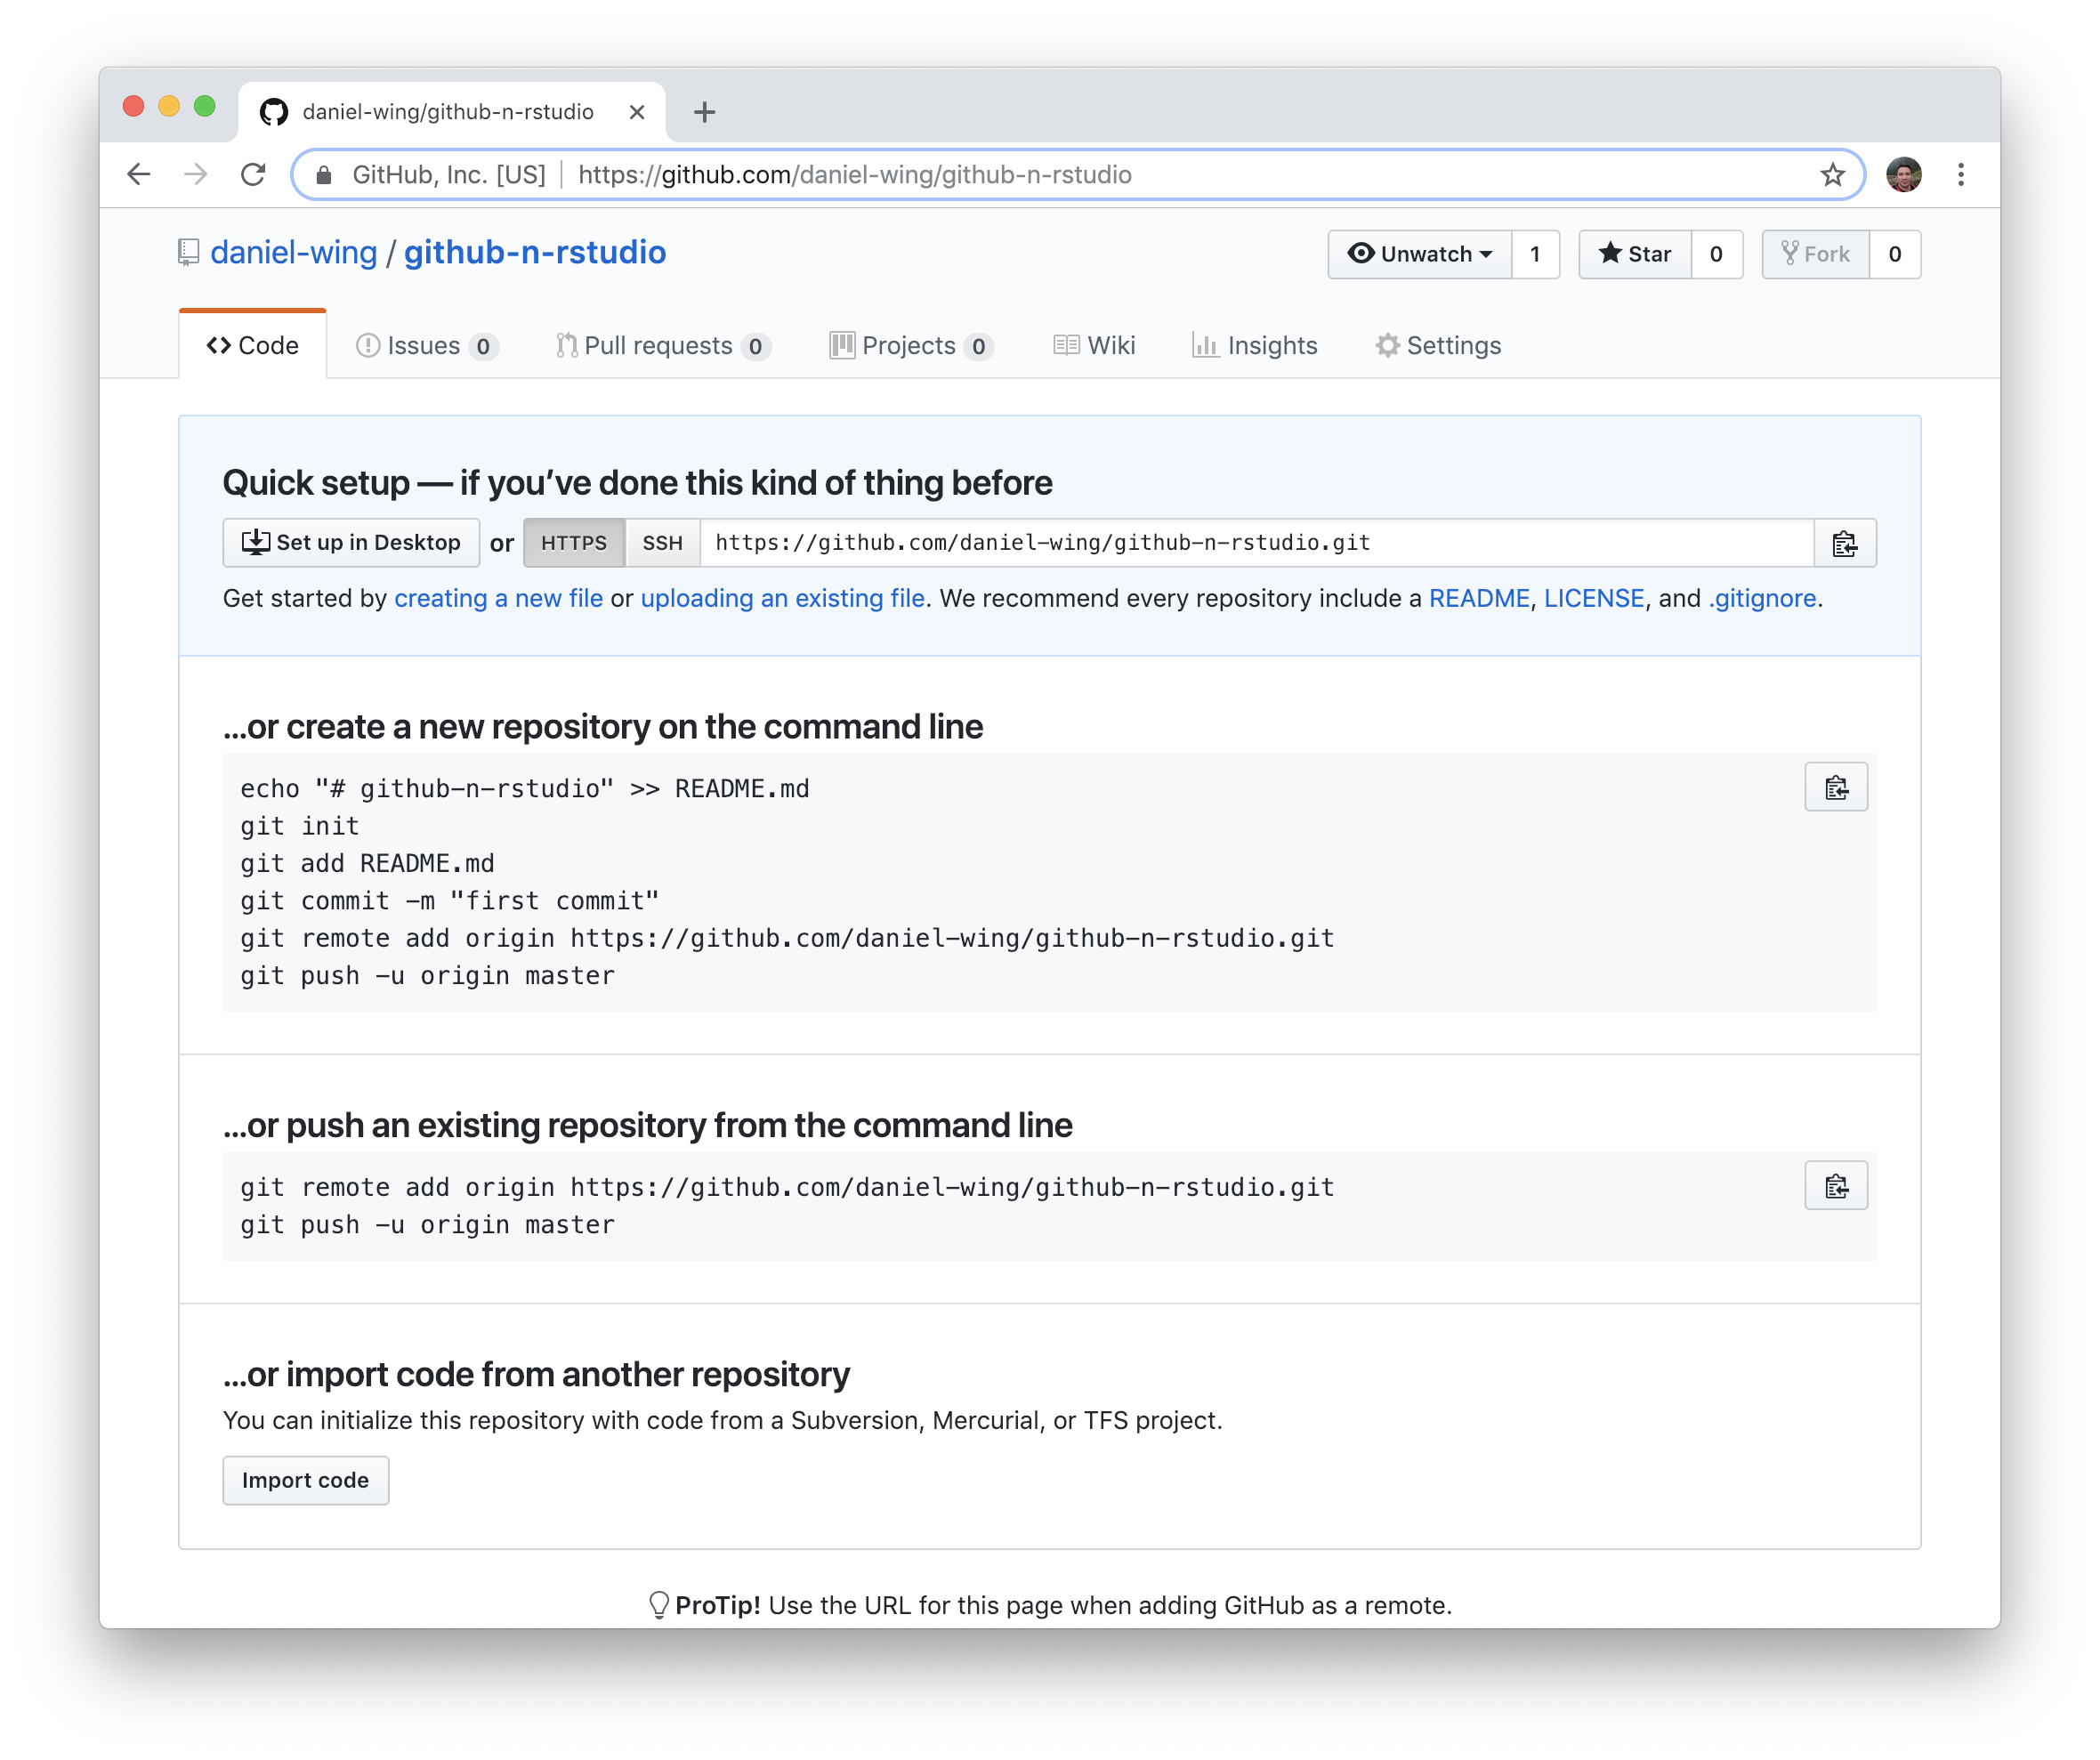 daniel-wing/github-n-rstudio
GitHub, Inc. [US] https://github.com/daniel-wing/github-n-rstudio
daniel-wing / github-n-rstudio
Unwatch 1 Star 0 Fork 0
Code Issues 0 Pull requests 0 Projects 0 Wiki Insights Settings
Quick setup — if you’ve done this kind of thing before
Set up in Desktop or HTTPS SSH https://github.com/daniel-wing/github-n-rstudio.git
Get started by creating a new file or uploading an existing file. We recommend every repository include a README, LICENSE, and .gitignore.
…or create a new repository on the command line
echo "# github-n-rstudio" >> README.md
git init
git add README.md
git commit -m "first commit"
git remote add origin https://github.com/daniel-wing/github-n-rstudio.git
git push -u origin master
…or push an existing repository from the command line
git remote add origin https://github.com/daniel-wing/github-n-rstudio.git
git push -u origin master
…or import code from another repository
You can initialize this repository with code from a Subversion, Mercurial, or TFS project.
Import code
ProTip! Use the URL for this page when adding GitHub as a remote.